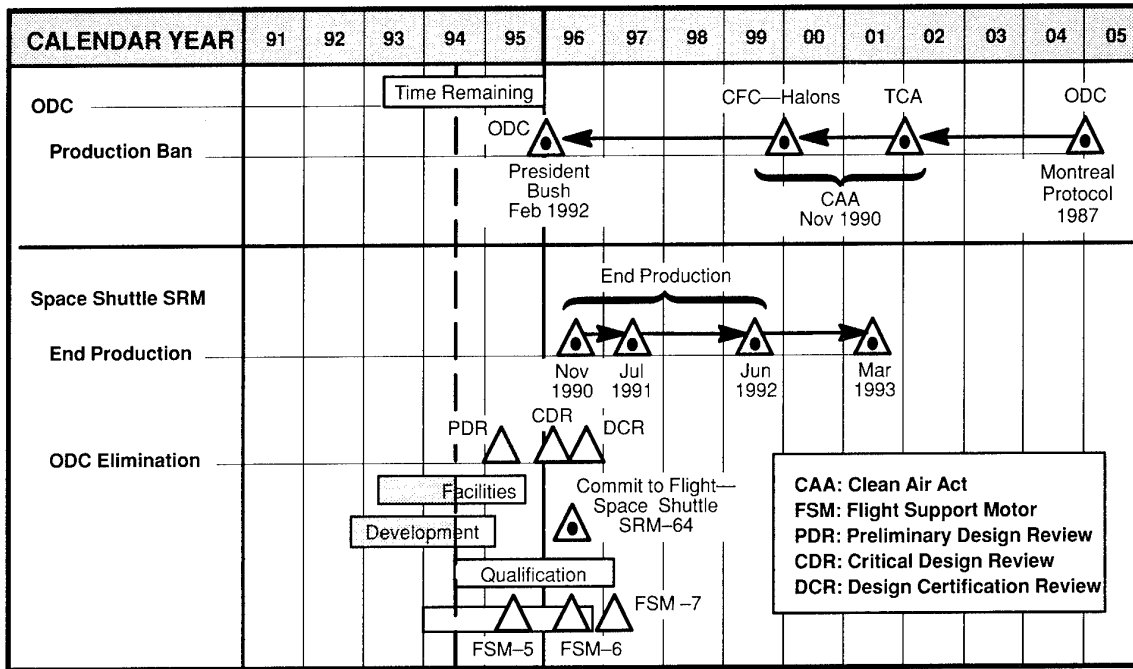 CALENDAR YEAR 91 92 93 94 95 96 97 98 99 00 01 02 03 04 05
ODC
Production Ban
Time Remaining
ODC
President
Bush
Feb 1992
CFC—Halons
TCA
ODC
CAA
Nov 1990
Montreal
Protocol
1987
Space Shuttle SRM
End Production
End Production
Nov
1990
Jul
1991
Jun
1992
Mar
1993
ODC Elimination
PDR
CDR
DCR
Facilities
Development
Commit to Flight—
Space Shuttle
SRM–64
Qualification
FSM–5
FSM–6
FSM –7
CAA: Clean Air Act
FSM: Flight Support Motor
PDR: Preliminary Design Review
CDR: Critical Design Review
DCR: Design Certification Review